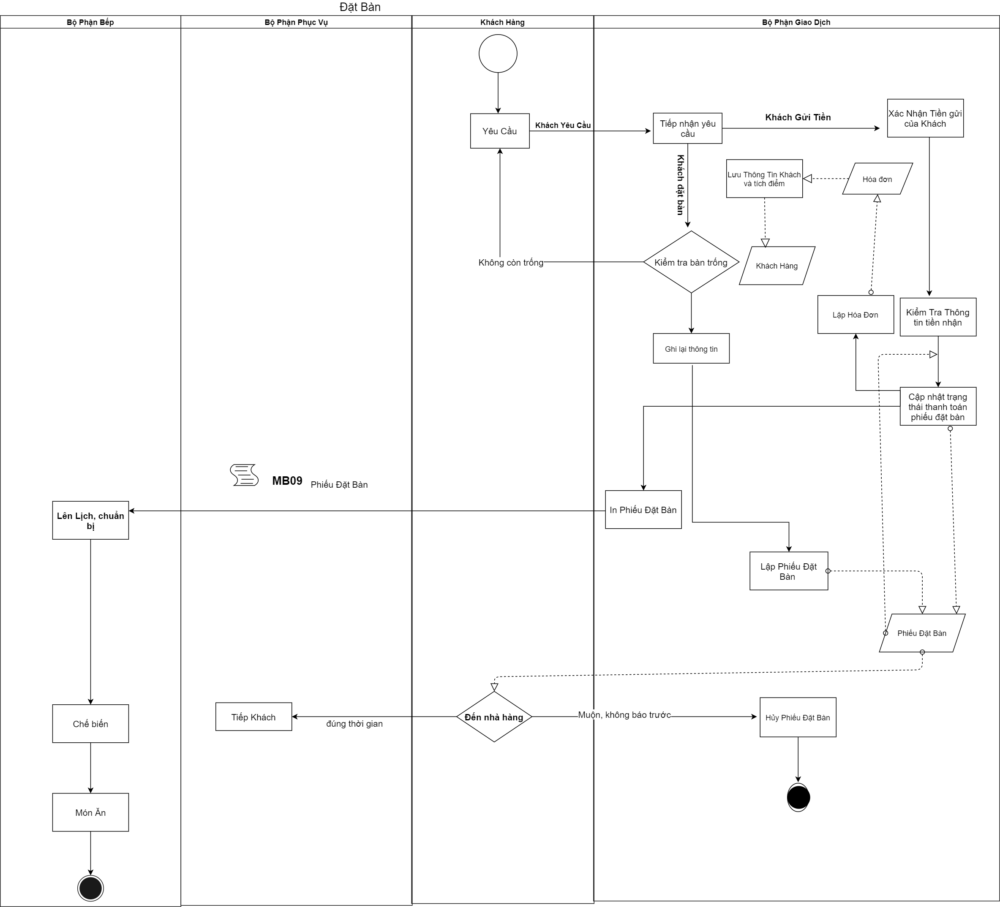 Đặt Bàn
Bộ Phận Bếp
Bộ Phận Phục Vụ
Khách Hàng
Bộ Phận Giao Dịch
Yêu Cầu
Khách Yêu Cầu
Tiếp nhận yêu
cầu
Khách Gửi Tiền
Xác Nhận Tiền gửi
của Khách
Khách đặt bàn
Lưu Thông Tin Khách
và tích điểm
Hóa đơn
Không còn trống
Kiểm tra bàn trống
Khách Hàng
Lập Hóa Đơn
Kiểm Tra Thông
tin tiền nhận
Ghi lại thông tin
Cập nhật trạng
thái thanh toán
phiếu đặt bàn
MB09
Phiếu Đặt Bàn
Lên Lịch, chuẩn
bị
In Phiếu Đặt Bàn
Lập Phiếu Đặt
Bàn
Phiếu Đặt Bàn
Chế biến
Tiếp Khách
đúng thời gian
Đến nhà hàng
Muộn, không báo trước
Hủy Phiếu Đặt Bàn
Món Ăn